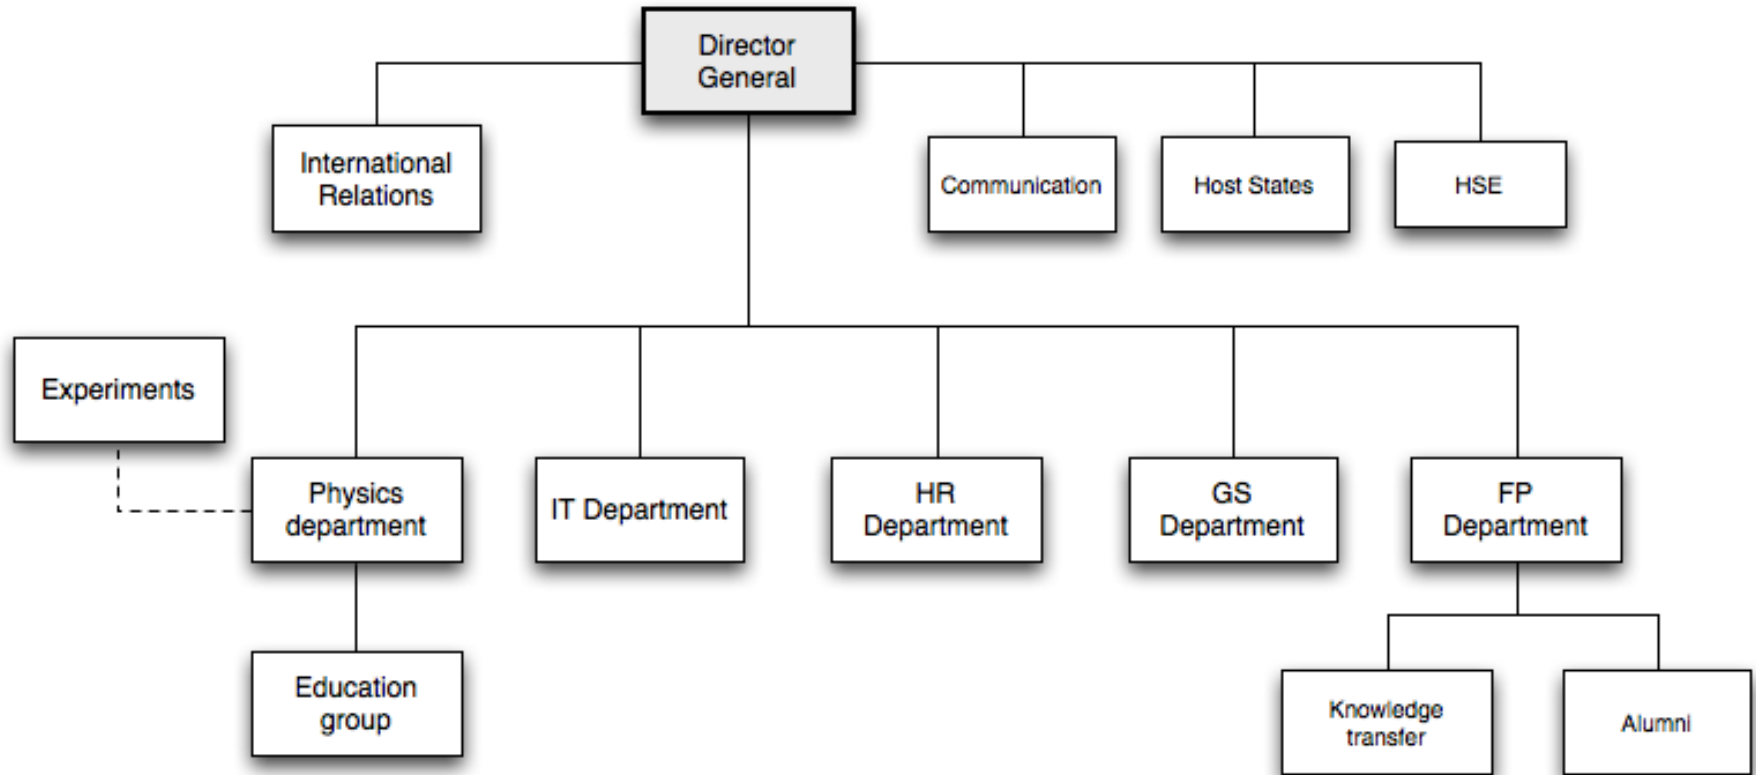 Director
General
International
Relations
Communication
Host States
HSE
Experiments
Physics
department
IT Department
HR
Department
GS
Department
FP
Department
Education
group
Knowledge
transfer
Alumni